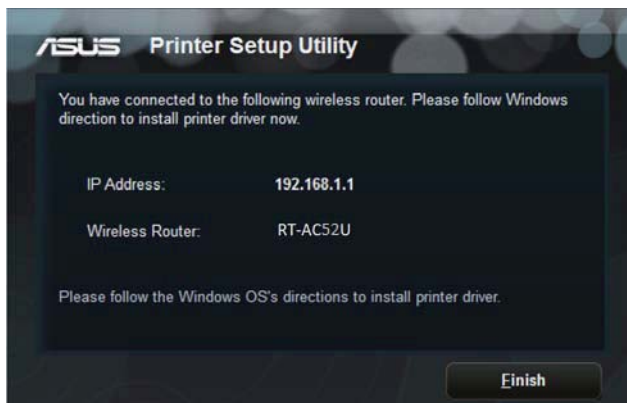 ASUS Printer Setup Utility
You have connected to the following wireless router. Please follow Windows
direction to install printer driver now.
IP Address: 192.168.1.1
Wireless Router: RT-AC52U
Please follow the Windows OS's directions to install printer driver.
Finish